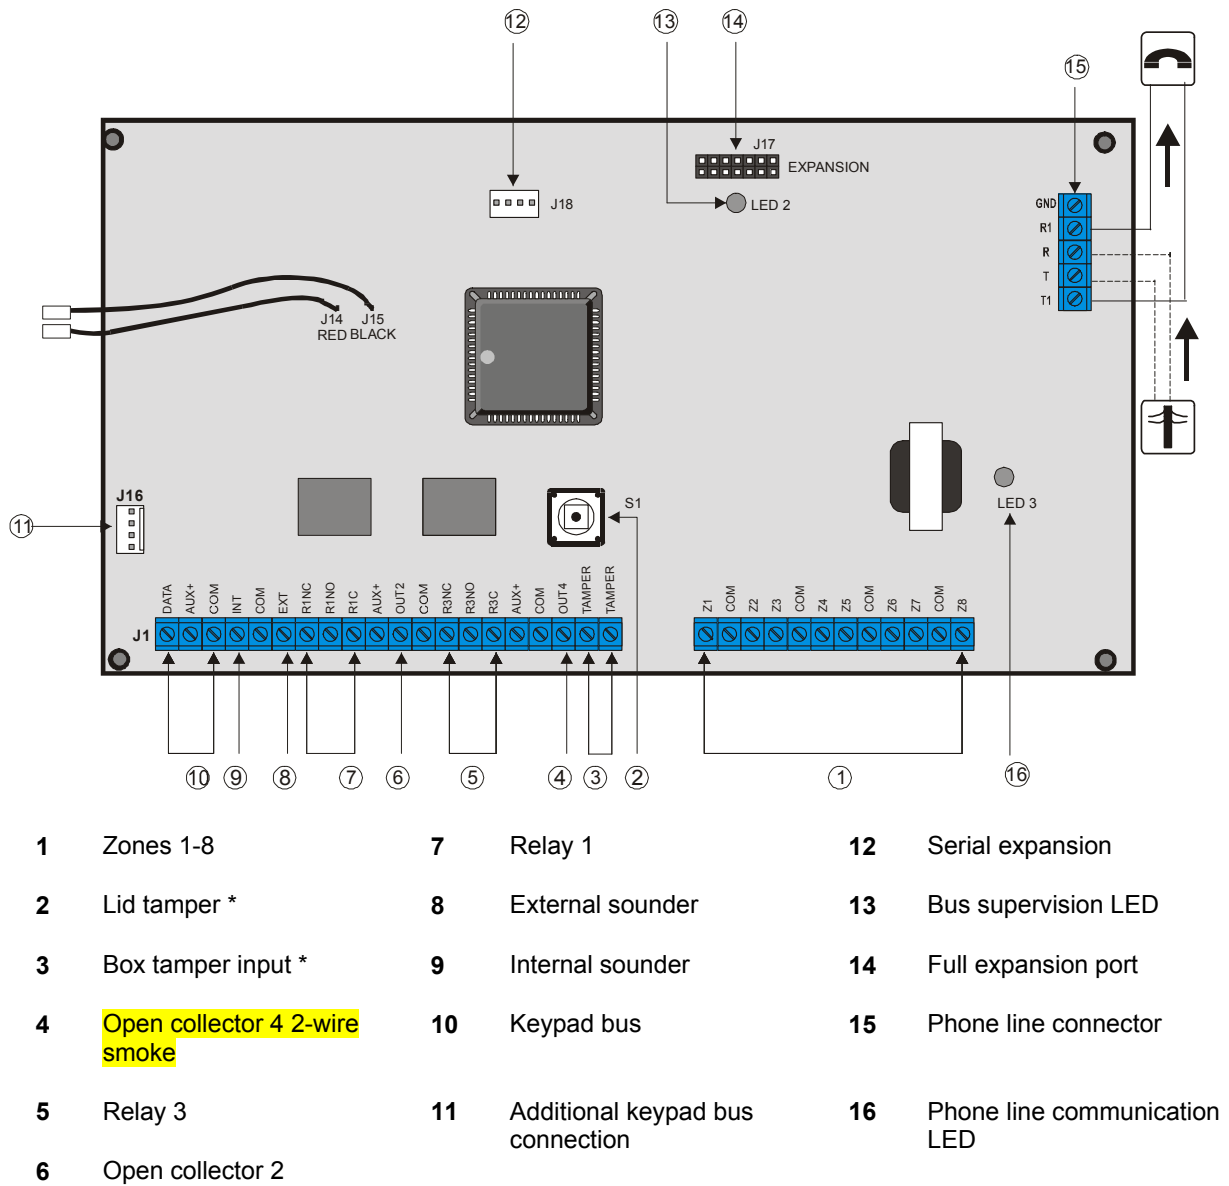 12
13
14
15
J17
EXPANSION
J18
LED 2
GND
R1
R
T
T1
J14
RED
J15
BLACK
J16
11
S1
LED 3
J1
DATA
AUX+
COM
INT
COM
EXT
R1NC
R1NO
R1C
AUX+
OUT2
COM
R3NC
R3NO
R3C
AUX+
COM
OUT4
TAMPER
TAMPER
Z1
COM
Z2
Z3
COM
Z4
Z5
COM
Z6
Z7
COM
Z8
10
9
8
7
6
5
4
3
2
1
16
1 Zones 1-8
2 Lid tamper *
3 Box tamper input *
4 Open collector 4 2-wire
smoke
5 Relay 3
6 Open collector 2
7 Relay 1
8 External sounder
9 Internal sounder
10 Keypad bus
11 Additional keypad bus
connection
12 Serial expansion
13 Bus supervision LED
14 Full expansion port
15 Phone line connector
16 Phone line communication
LED